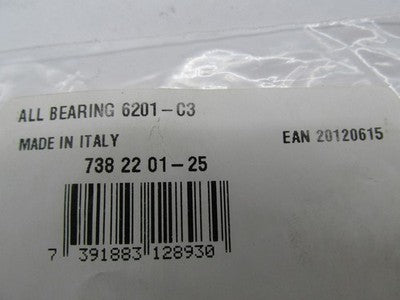 ALL BEARING 6201-C3
MADE IN ITALY EAN 20120615
738 22 01-25
7 391883 128930